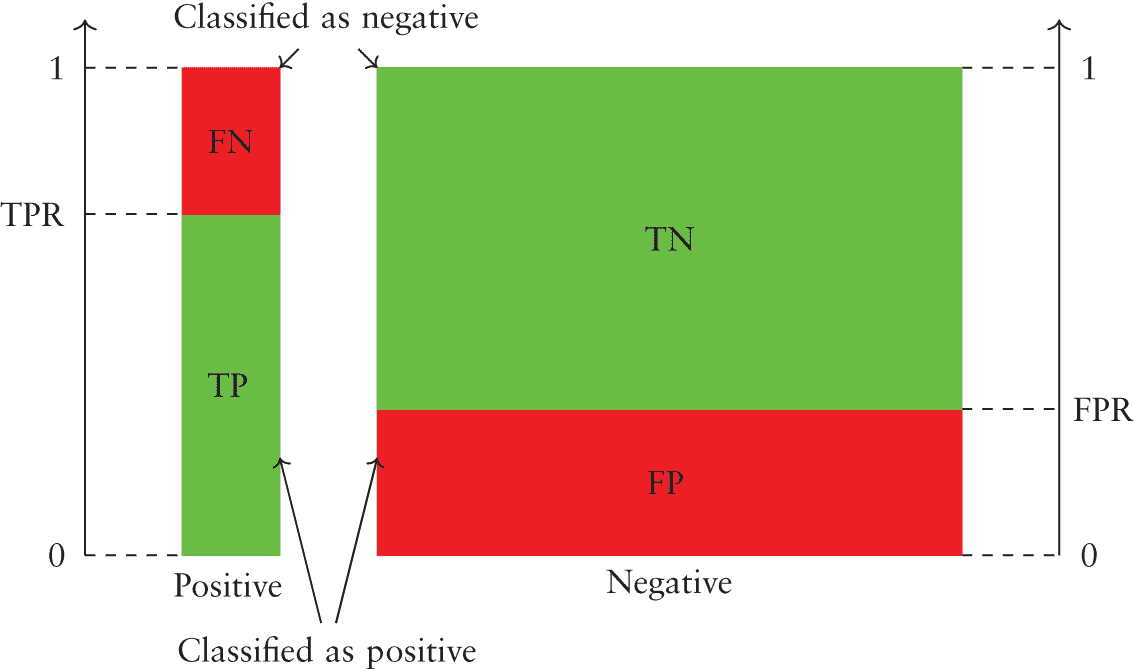 Classified as negative
1
1
FN
TPR
TN
TP
FPR
FP
0
0
Positive
Negative
Classified as positive